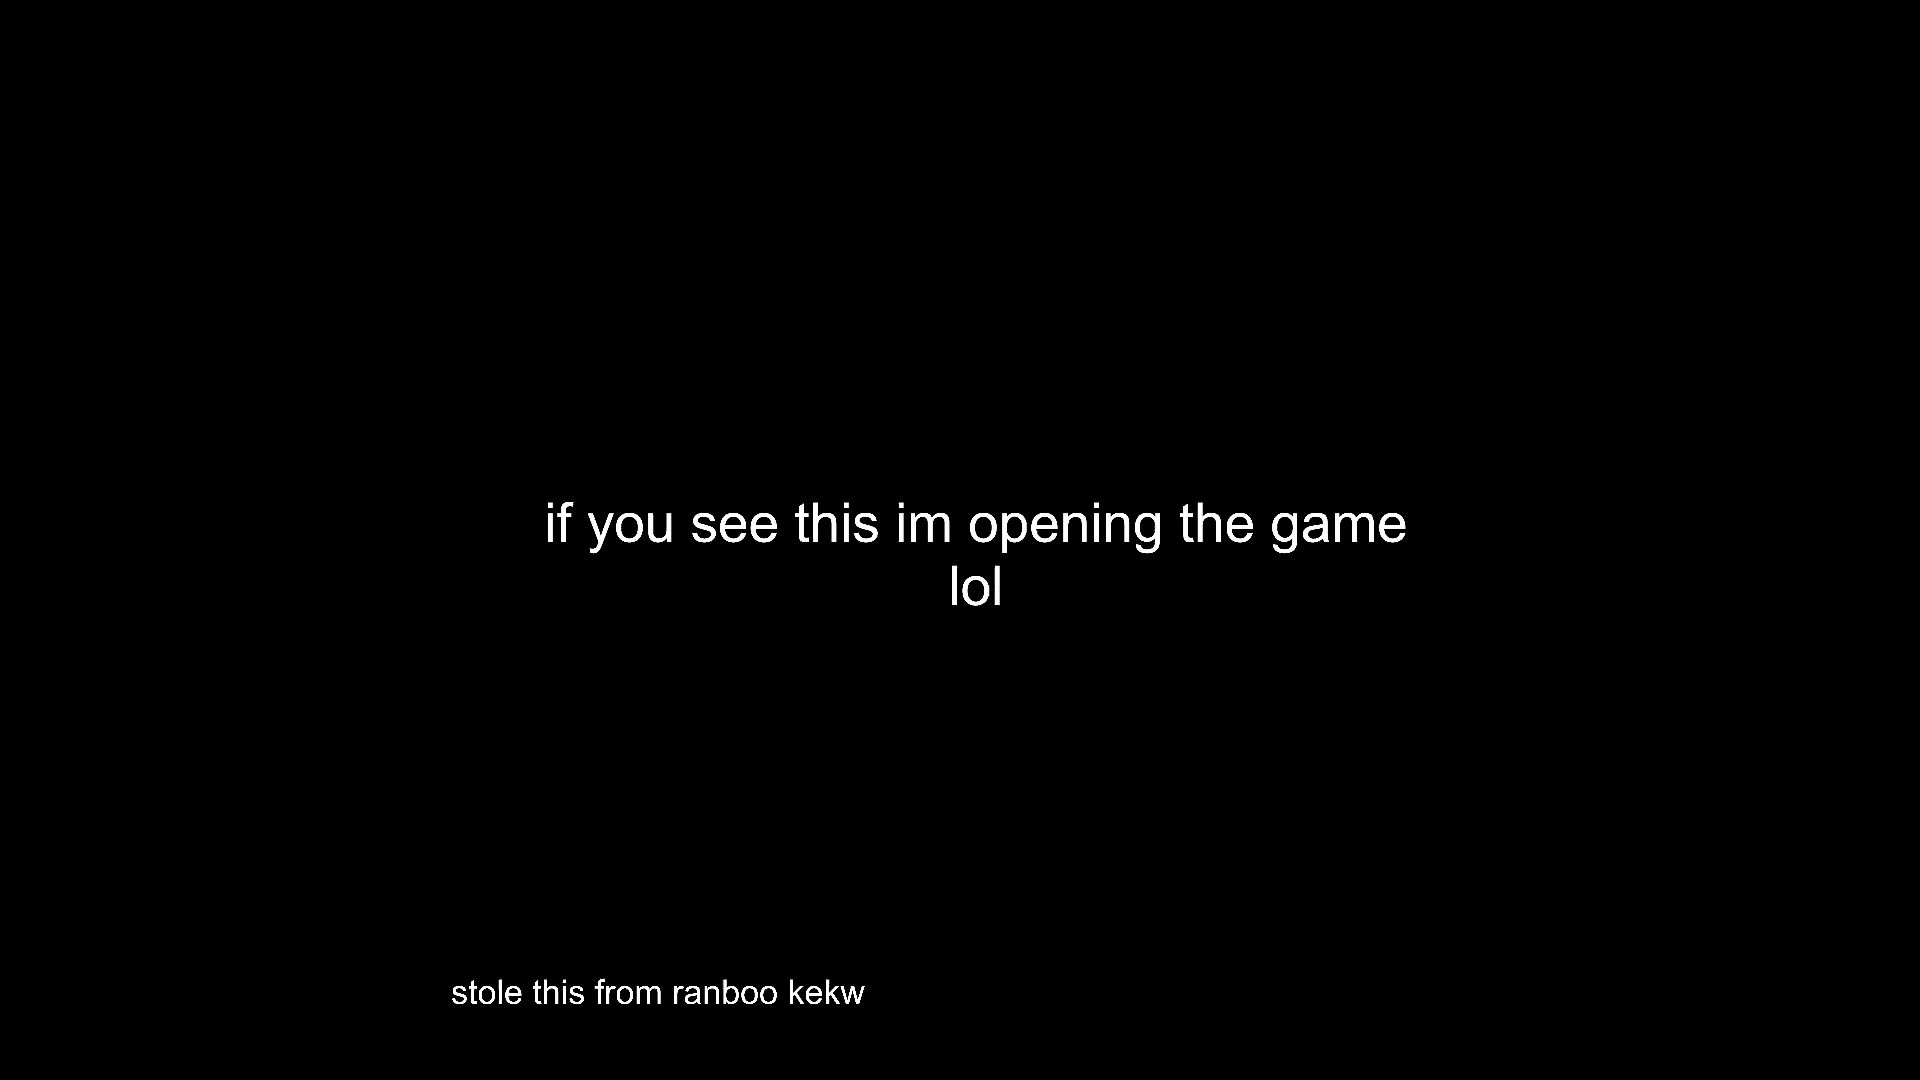 if you see this im opening the game
lol
stole this from ranboo kekw